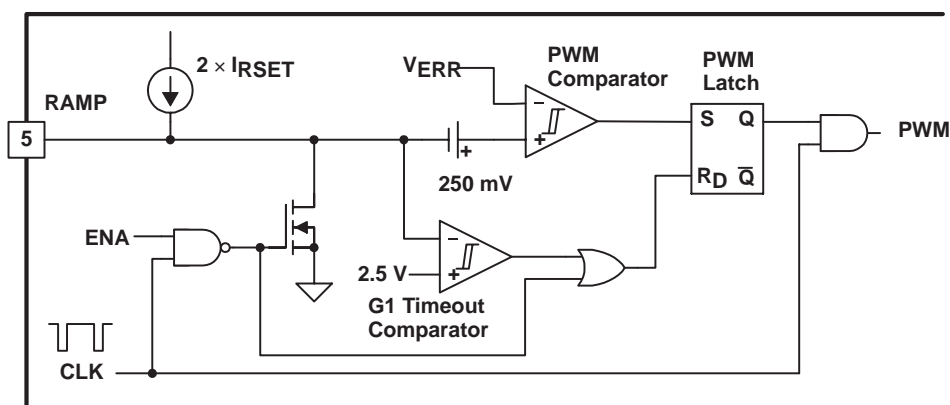 2 × IRSET
RAMP
5
VERR
PWM
Comparator
PWM
Latch
S Q
RD Q̅
PWM
−
+
+
250 mV
ENA
−
2.5 V
+
G1 Timeout
Comparator
CLK